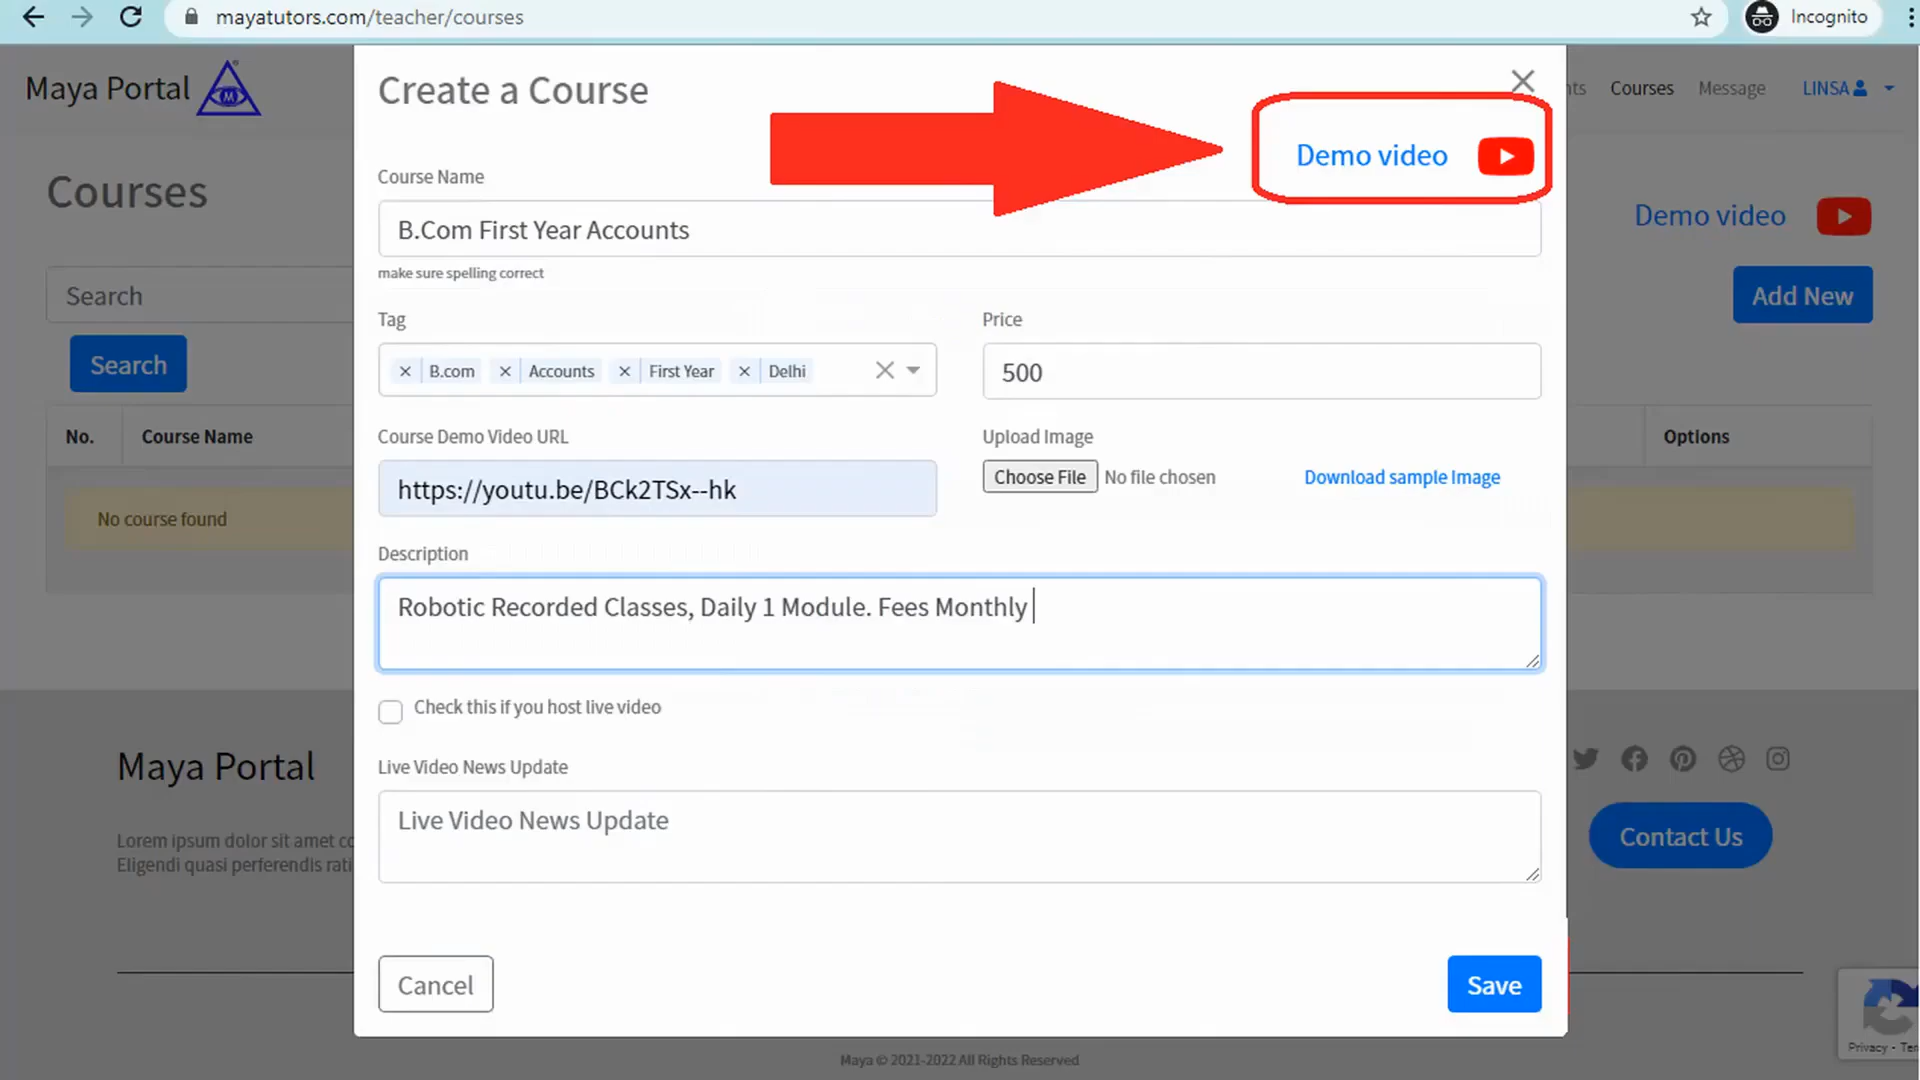 mayatutors.com/teacher/courses
Incognito
Maya Portal
M
Create a Course
Courses
Message
LINSA
Demo video
Courses
Course Name
B.Com First Year Accounts
make sure spelling correct
Demo video
Search
Add New
Search
Tag
Price
× B.com × Accounts × First Year × Delhi
500
No.
Course Name
Options
Course Demo Video URL
Upload Image
https://youtu.be/BCk2TSx--hk
Choose File No file chosen
Download sample Image
No course found
Description
Robotic Recorded Classes, Daily 1 Module. Fees Monthly
Check this if you host live video
Maya Portal
Live Video News Update
Live Video News Update
Lorem ipsum dolor sit amet
Eligendi quasi perferendis
Contact Us
Cancel
Save
Privacy -
Maya © 2021-2022 All Rights Reserved